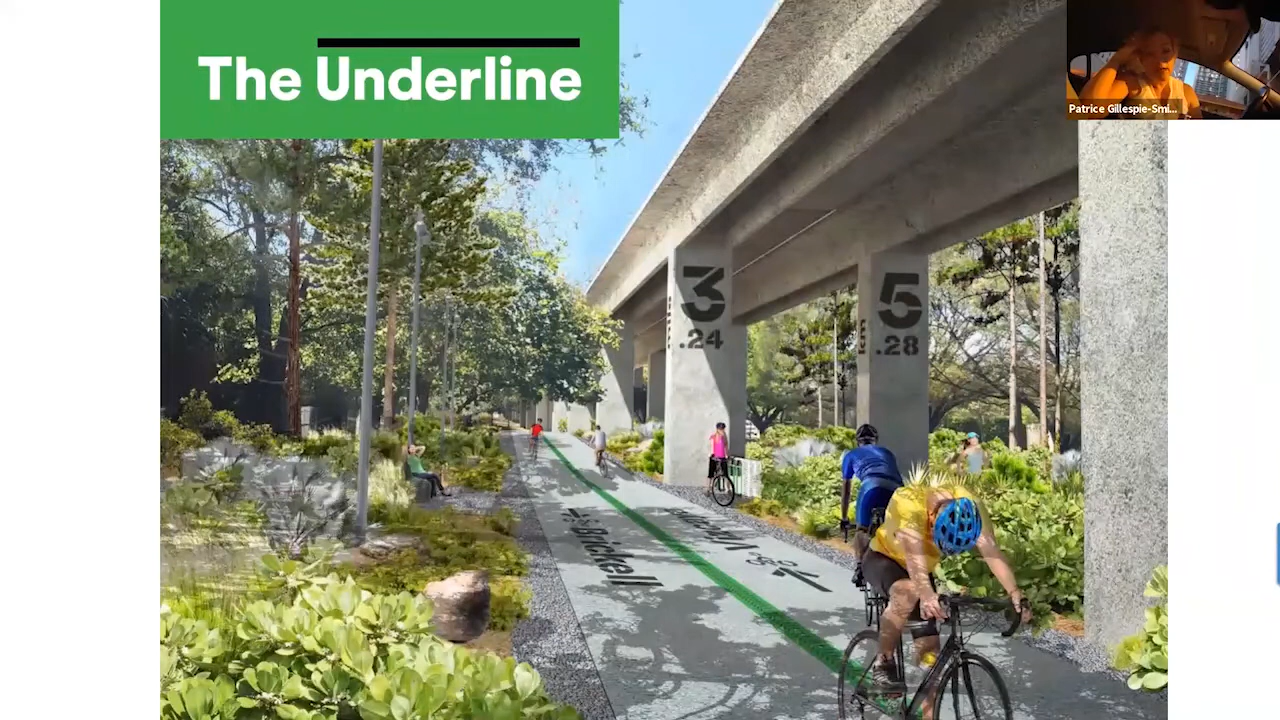 The Underline
Patrice Gillespie-Smi...
3
.24
5
.28
Brickell